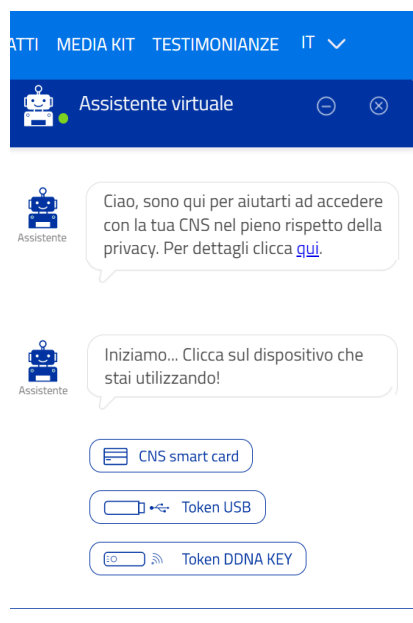 ATTI MEDIA KIT TESTIMONIANZE IT
Assistente virtuale
Ciao, sono qui per aiutarti ad accedere
con la tua CNS nel pieno rispetto della
privacy. Per dettagli clicca qui.
Assistente
Iniziamo... Clicca sul dispositivo che
stai utilizzando!
Assistente
CNS smart card
Token USB
Token DDNA KEY